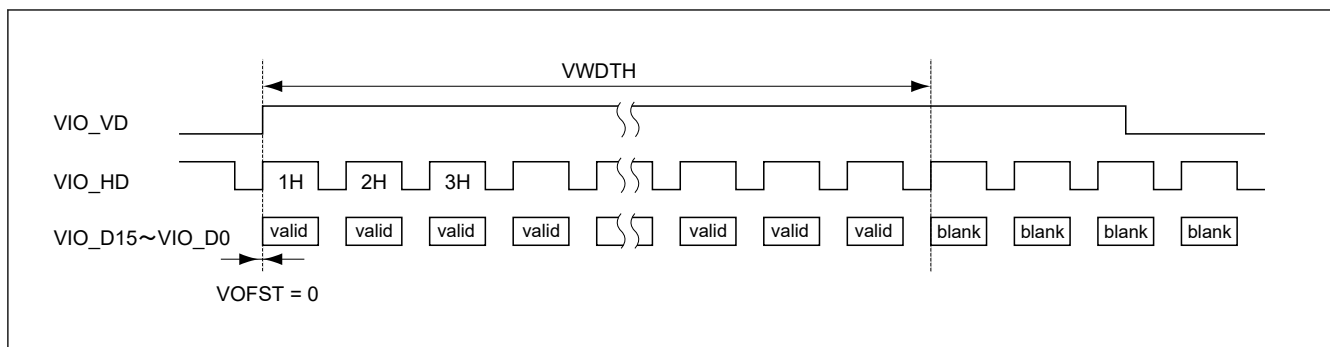 VWDTH
VIO_VD
VIO_HD 1H 2H 3H
VIO_D15～VIO_D0 valid valid valid valid valid valid valid blank blank blank blank
VOFST = 0